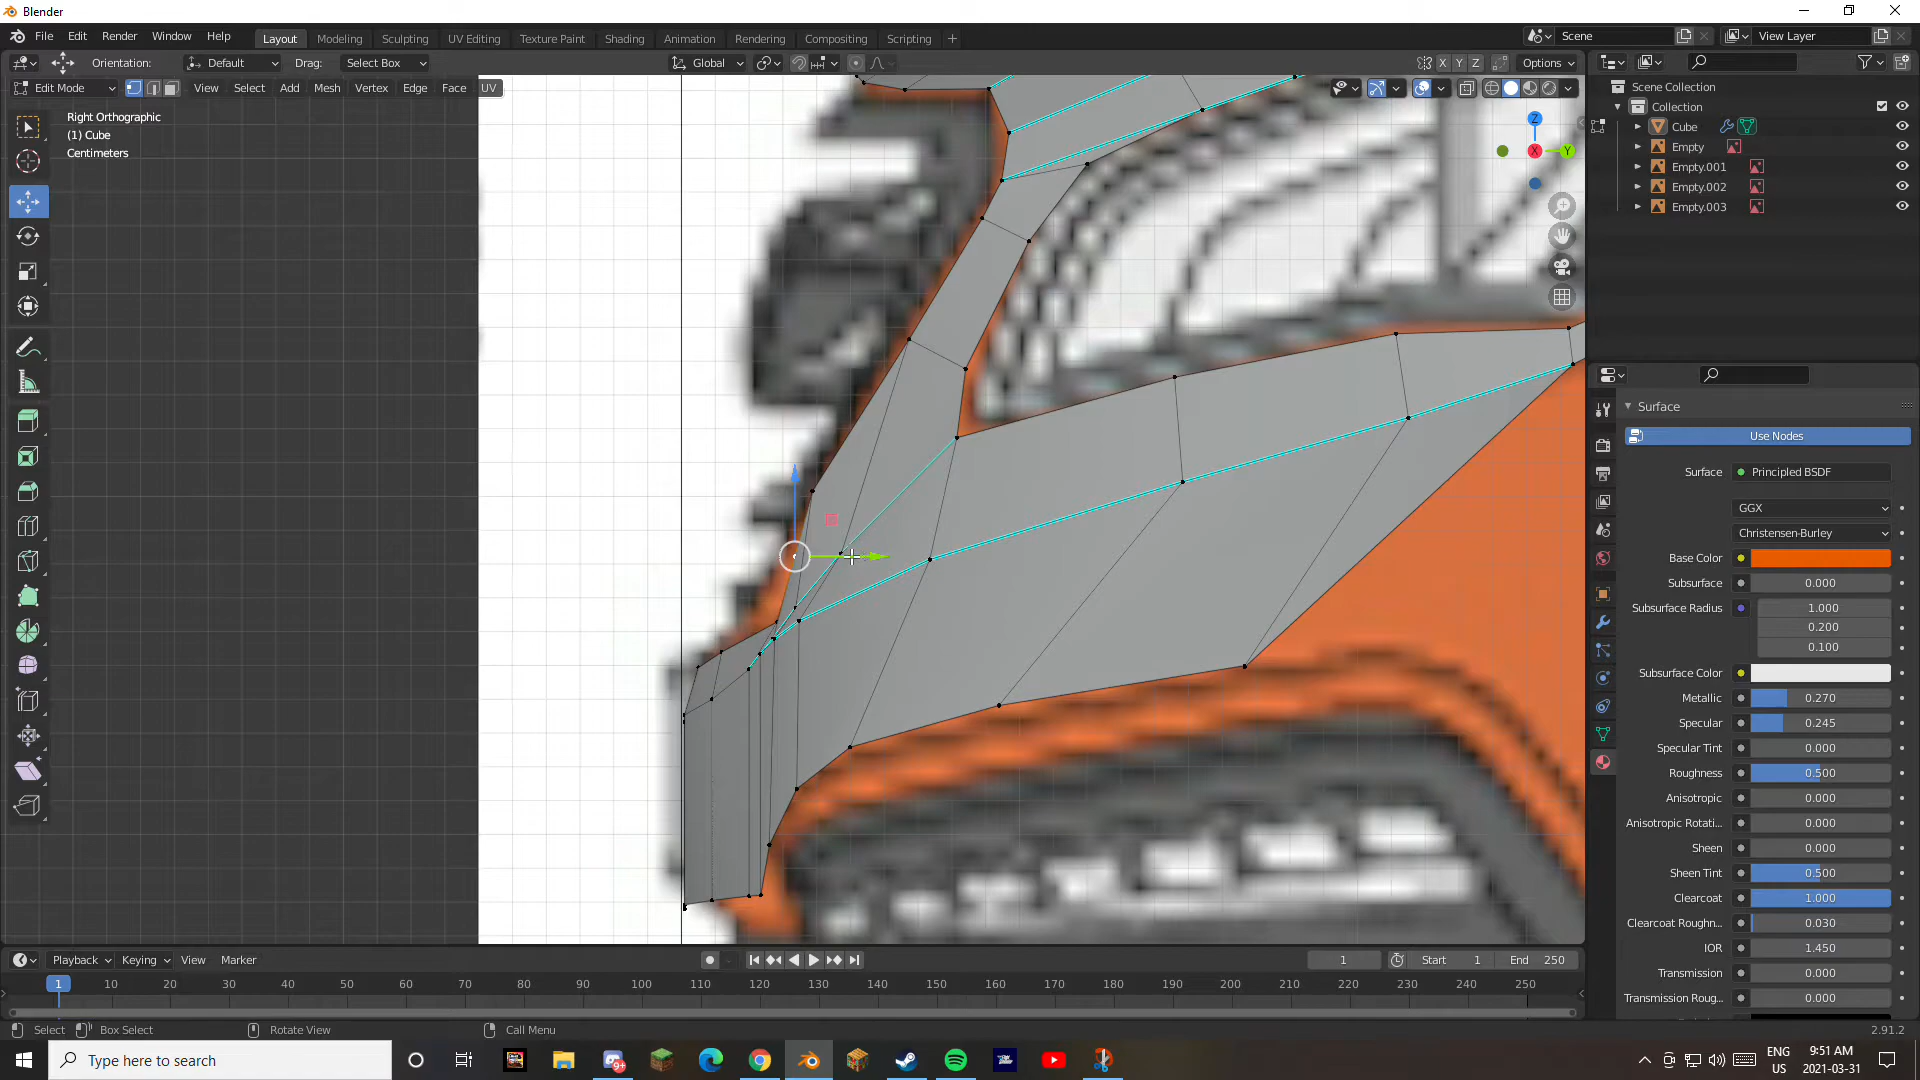 Blender
File Edit Render Window Help
Layout Modeling Sculpting UV Editing Texture Paint Shading Animation Rendering Compositing Scripting +
Scene
View Layer
Orientation: Default Drag: Select Box
Global
X Y Z
Options
Edit Mode
View Select Add Mesh Vertex Edge Face UV
Right Orthographic
(1) Cube
Centimeters
Z
X
Y
Scene Collection
Collection
Cube
Empty
Empty.001
Empty.002
Empty.003
Surface
Use Nodes
Surface Principled BSDF
GGX
Christensen-Burley
Base Color
Subsurface 0.000
Subsurface Radius 1.000
0.200
0.100
Subsurface Color
Metallic 0.270
Specular 0.245
Specular Tint 0.000
Roughness 0.500
Anisotropic 0.000
Anisotropic Rotati... 0.000
Sheen 0.000
Sheen Tint 0.500
Clearcoat 1.000
Clearcoat Roughn... 0.030
IOR 1.450
Transmission 0.000
Transmission Roug... 0.000
Playback Keying View Marker
1
Start 1
End 250
1 10 20 30 40 50 60 70 80 90 100 110 120 130 140 150 160 170 180 190 200 210 220 230 240 250
Select Box Select Rotate View Call Menu
2.91.2
Type here to search
ENG
US
9:51 AM
2021-03-31